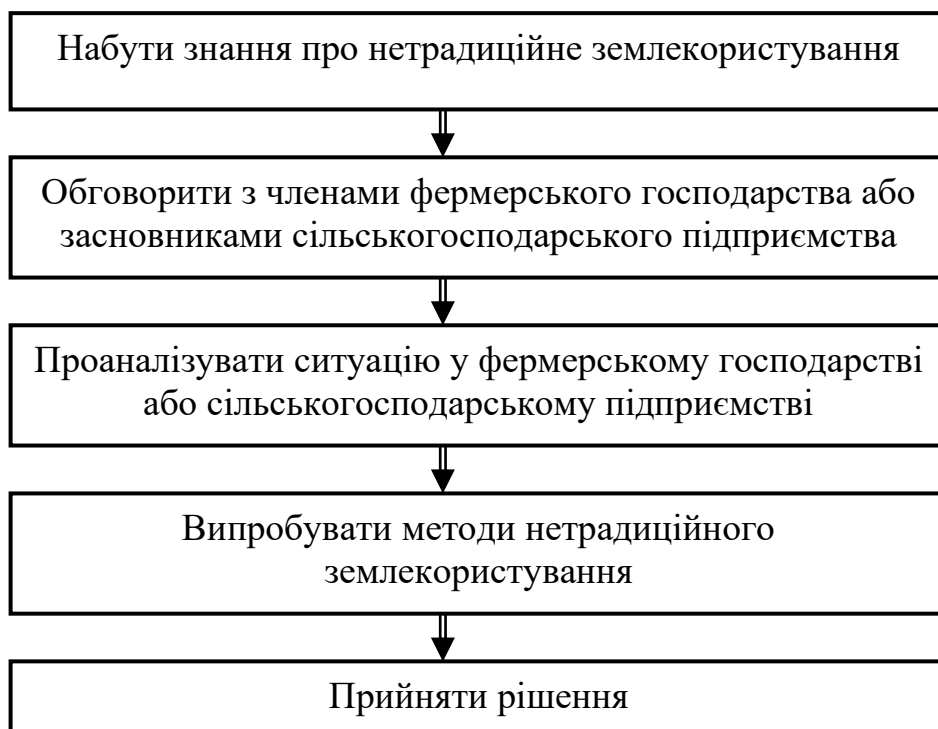 Набути знання про нетрадиційне землекористування
Обговорити з членами фермерського господарства або
засновниками сільськогосподарського підприємства
Проаналізувати ситуацію у фермерському господарстві
або сільськогосподарському підприємстві
Випробувати методи нетрадиційного
землекористування
Прийняти рішення